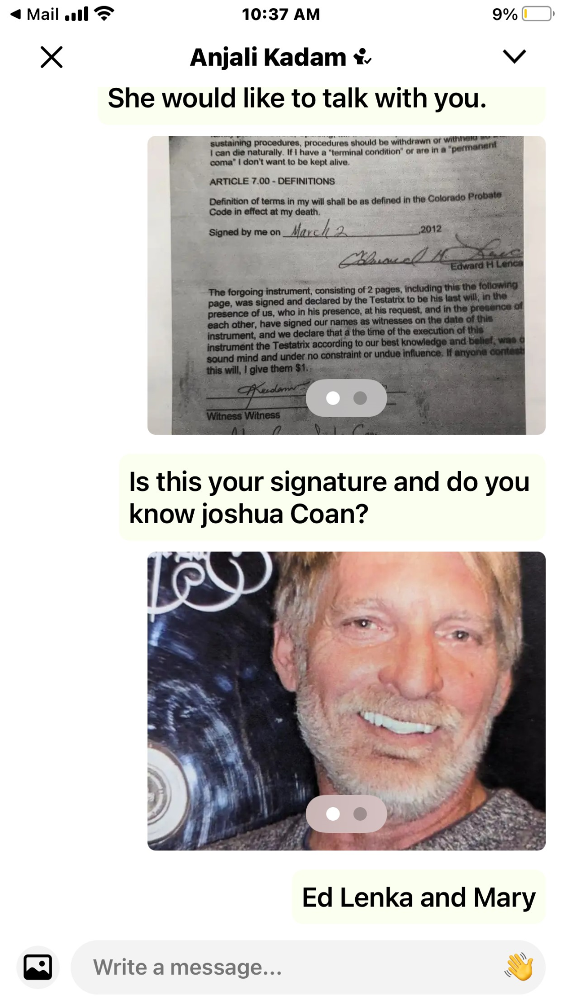 Mail
10:37 AM
9%
Anjali Kadam
She would like to talk with you.
sustaining procedures, procedures should be withdrawn or withheld so
I can die naturally. If I have a "terminal condition" or are in a "permanent
coma" I don't want to be kept alive.
ARTICLE 7.00 - DEFINITIONS
Definition of terms in my will shall be as defined in the Colorado Probate
Code in effect at my death.
Signed by me on March 2 ,2012
Edward H Lenca
The forgoing instrument, consisting of 2 pages, including this the following
page, was signed and declared by the Testatrix to be his last will, in the
presence of us, who in his presence, at his request, and in the presence of
each other, have signed our names as witnesses on the date of this
instrument, and we declare that a the time of the execution of this
instrument the Testatrix according to our best knowledge and belief, was o
sound mind and under no constraint or undue influence. If anyone contest
this will, I give them $1.
Witness Witness
Is this your signature and do you
know joshua Coan?
Ed Lenka and Mary
Write a message...